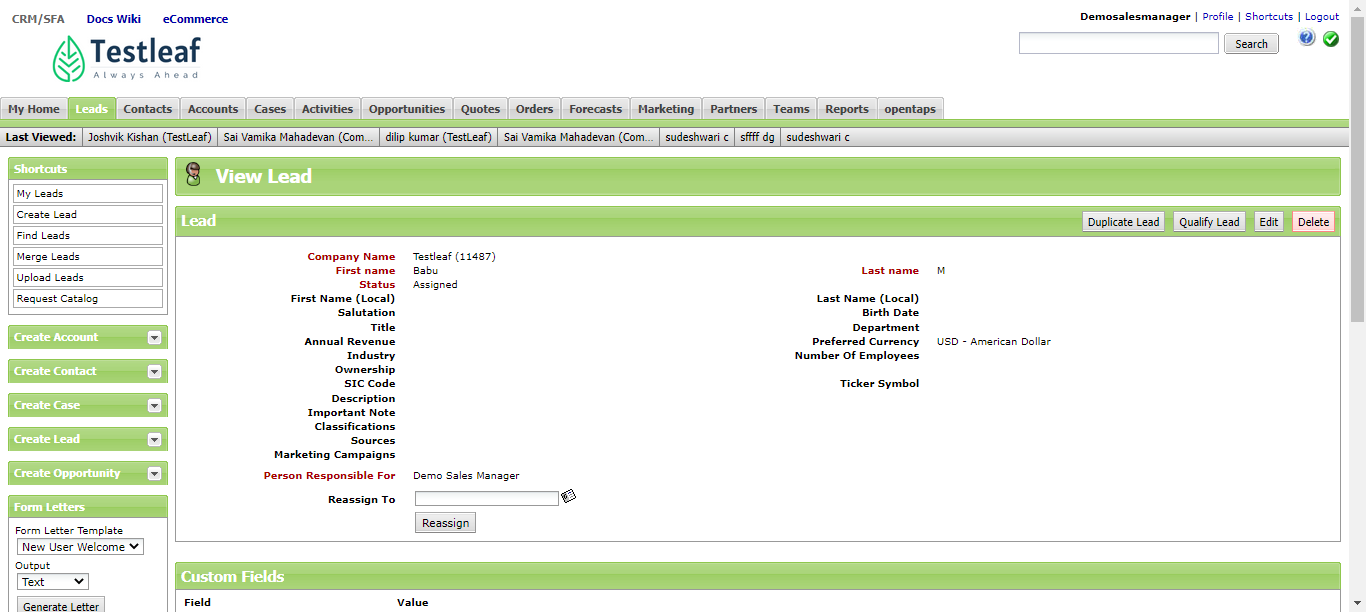 CRM/SFA Docs Wiki eCommerce
Demosalesmanager | Profile | Shortcuts | Logout
Testleaf
Always Ahead
Search
My Home Leads Contacts Accounts Cases Activities Opportunities Quotes Orders Forecasts Marketing Partners Teams Reports opentaps
Last Viewed: Joshvik Kishan (TestLeaf) Sai Vamika Mahadevan (Com... dilip kumar (TestLeaf) Sai Vamika Mahadevan (Com... sudeshwari c sffff dg sudeshwari c
Shortcuts
My Leads
Create Lead
Find Leads
Merge Leads
Upload Leads
Request Catalog
Create Account
Create Contact
Create Case
Create Lead
Create Opportunity
Form Letters
Form Letter Template
New User Welcome
Output
Text
Generate Letter
View Lead
Lead
Duplicate Lead Qualify Lead Edit Delete
Company Name Testleaf (11487)
First name Babu Last name M
Status Assigned
First Name (Local) Last Name (Local)
Salutation Birth Date
Title Department
Annual Revenue Preferred Currency USD - American Dollar
Industry Number Of Employees
Ownership
SIC Code Ticker Symbol
Description
Important Note
Classifications
Sources
Marketing Campaigns
Person Responsible For Demo Sales Manager
Reassign To
Reassign
Custom Fields
Field Value